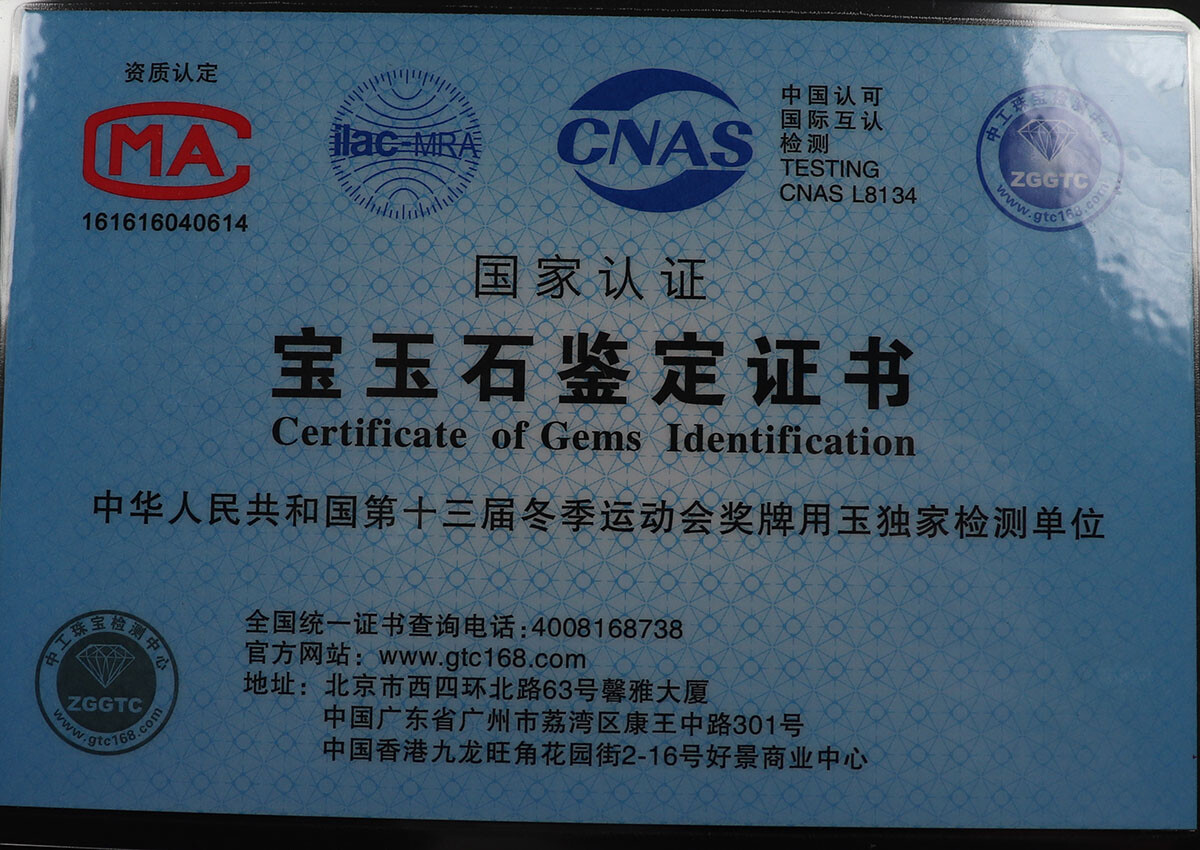 资质认定
MA
161616040614
ilac-MRA
CNAS
中国认可
国际互认
检测
TESTING
CNAS L8134
中工珠宝检测中心
ZGGTC
www.gtc168.com
国家认证
宝玉石鉴定证书
Certificate of Gems Identification
中华人民共和国第十三届冬季运动会奖牌用玉独家检测单位
中工珠宝检测中心
ZGGTC
www.gtc168.com
全国统一证书查询电话:4008168738
官方网站：www.gtc168.com
地址：北京市西四环北路63号馨雅大厦
中国广东省广州市荔湾区康王中路301号
中国香港九龙旺角花园街2-16号好景商业中心